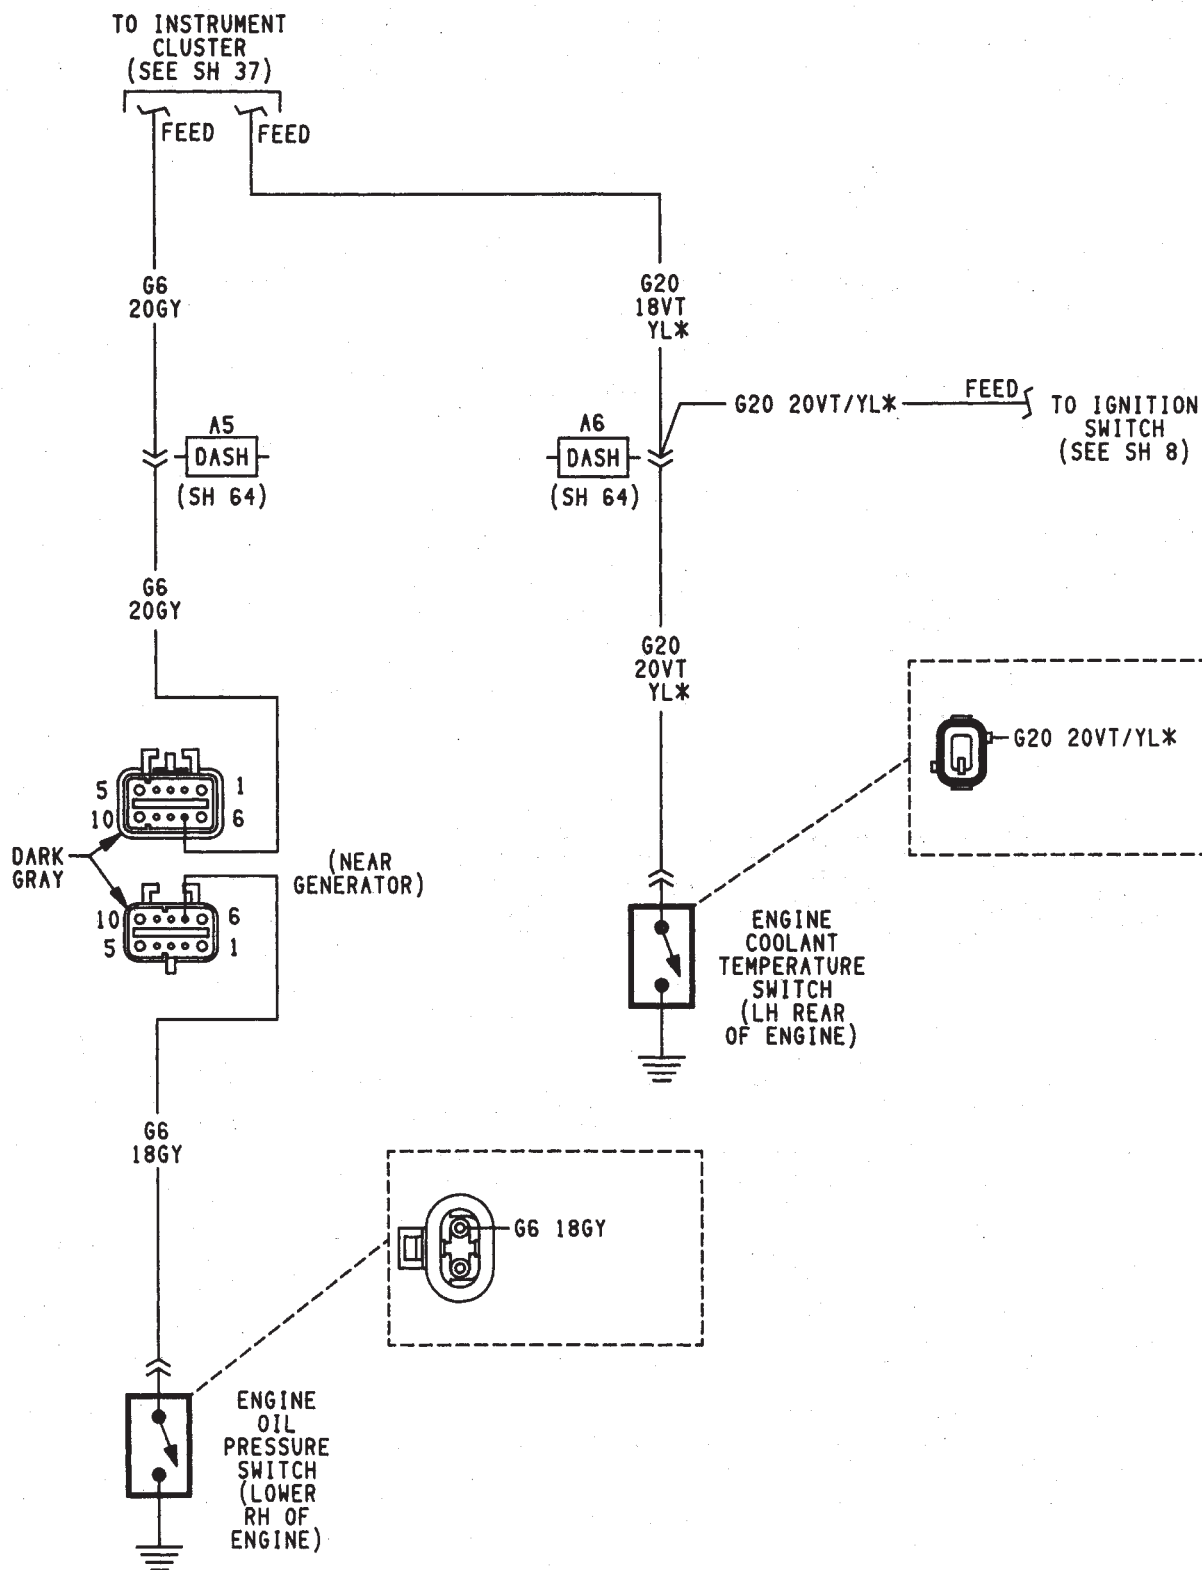 TO INSTRUMENT
CLUSTER
(SEE SH 37)
FEED
FEED
G6
20GY
G20
18VT
YL*
A5
DASH
(SH 64)
A6
DASH
(SH 64)
G20 20VT/YL*
FEED
TO IGNITION
SWITCH
(SEE SH 8)
G6
20GY
G20
20VT
YL*
G20 20VT/YL*
5
1
10
6
DARK
GRAY
(NEAR
GENERATOR)
10
6
5
1
ENGINE
COOLANT
TEMPERATURE
SWITCH
(LH REAR
OF ENGINE)
G6
18GY
G6 18GY
ENGINE
OIL
PRESSURE
SWITCH
(LOWER
RH OF
ENGINE)